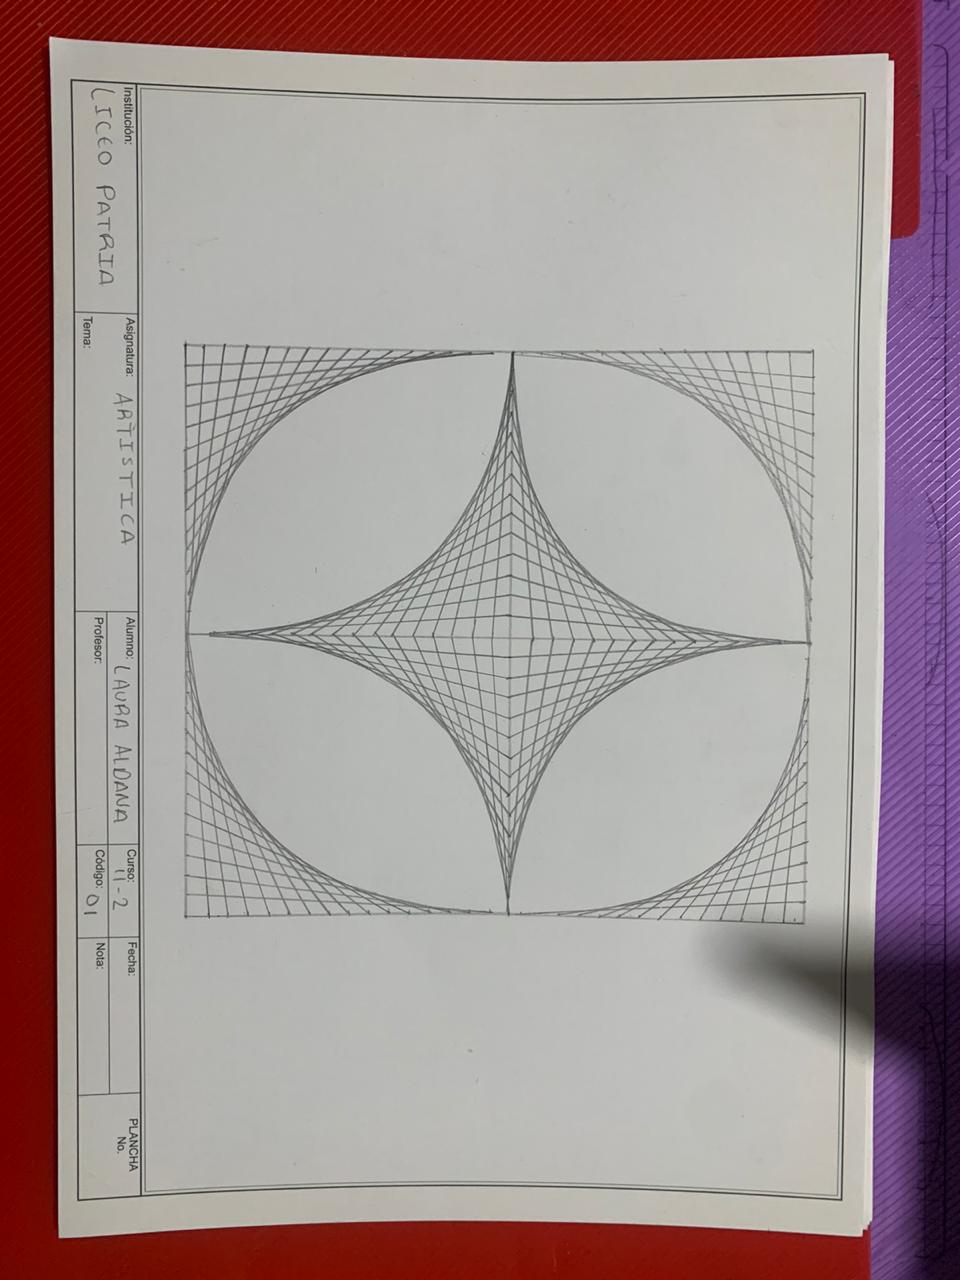 Institución:
LICEO PATRIA
Asignatura: ARTISTICA
Tema:
Alumno: LAURA ALDANA
Profesor:
Curso: 11-2
Código: 01
Fecha:
Nota:
PLANCHA
No.